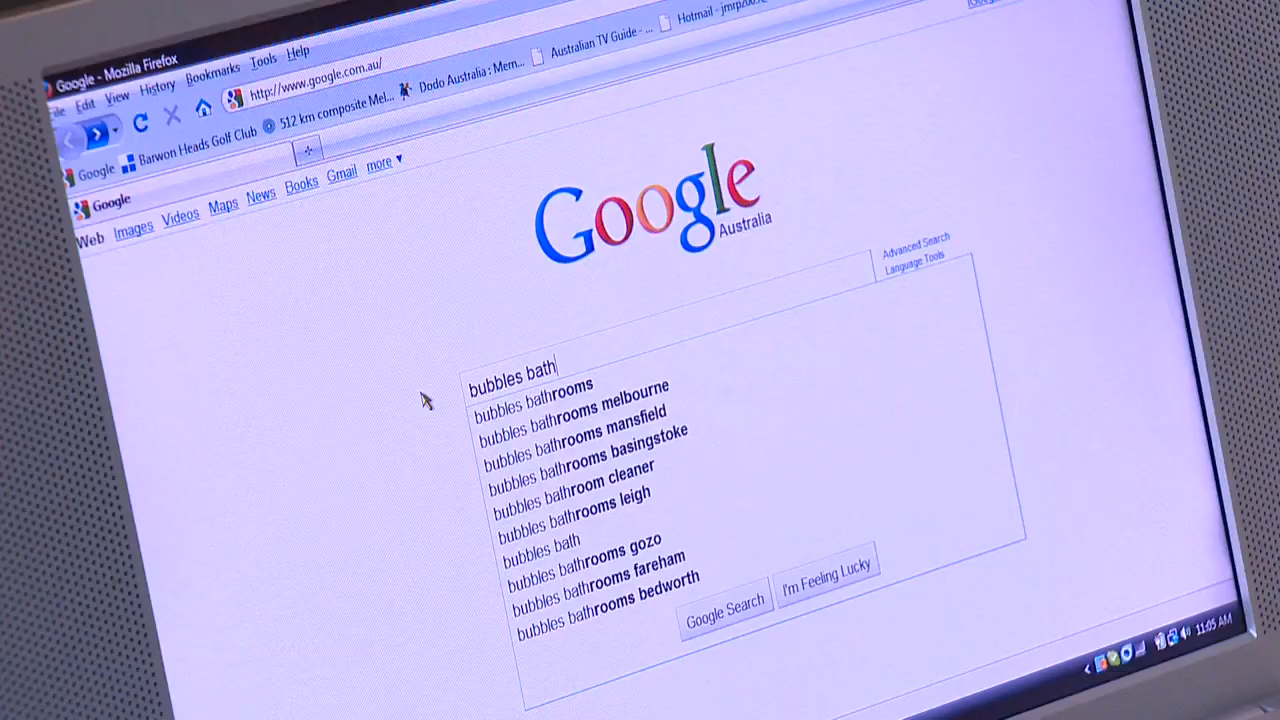 Google - Mozilla Firefox
Edit View History Bookmarks Tools Help
http://www.google.com.au/
Google Barwon Heads Golf Club 512 km composite Mel... Dodo Australia : Mem... Australian TV Guide - ... Hotmail -
Google
Web Images Videos Maps News Books Gmail more
Google
Australia
Advanced Search
Language Tools
bubbles bath
bubbles bathrooms
bubbles bathrooms melbourne
bubbles bathrooms mansfield
bubbles bathrooms basingstoke
bubbles bathroom cleaner
bubbles bathrooms leigh
bubbles bath
bubbles bathrooms gozo
bubbles bathrooms fareham
bubbles bathrooms bedworth
Google Search I'm Feeling Lucky
11:05 AM